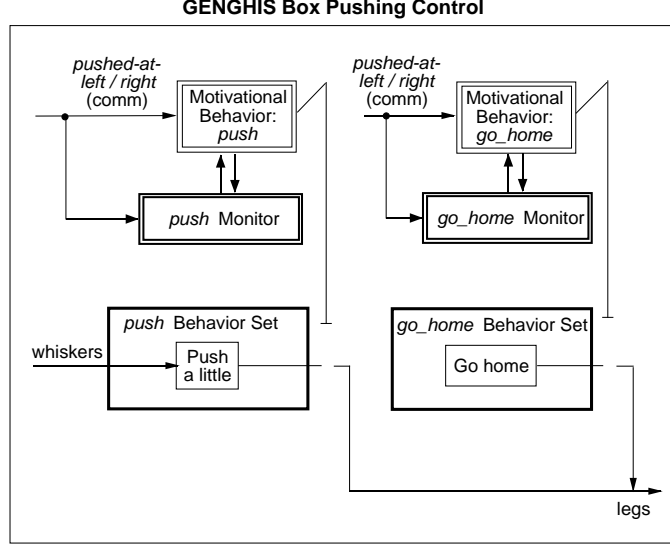 GENGHIS Box Pushing Control
pushed-at-
left / right
(comm)
Motivational
Behavior:
push
push Monitor
pushed-at-
left / right
(comm)
Motivational
Behavior:
go_home
go_home Monitor
push Behavior Set
whiskers
Push
a little
go_home Behavior Set
Go home
legs